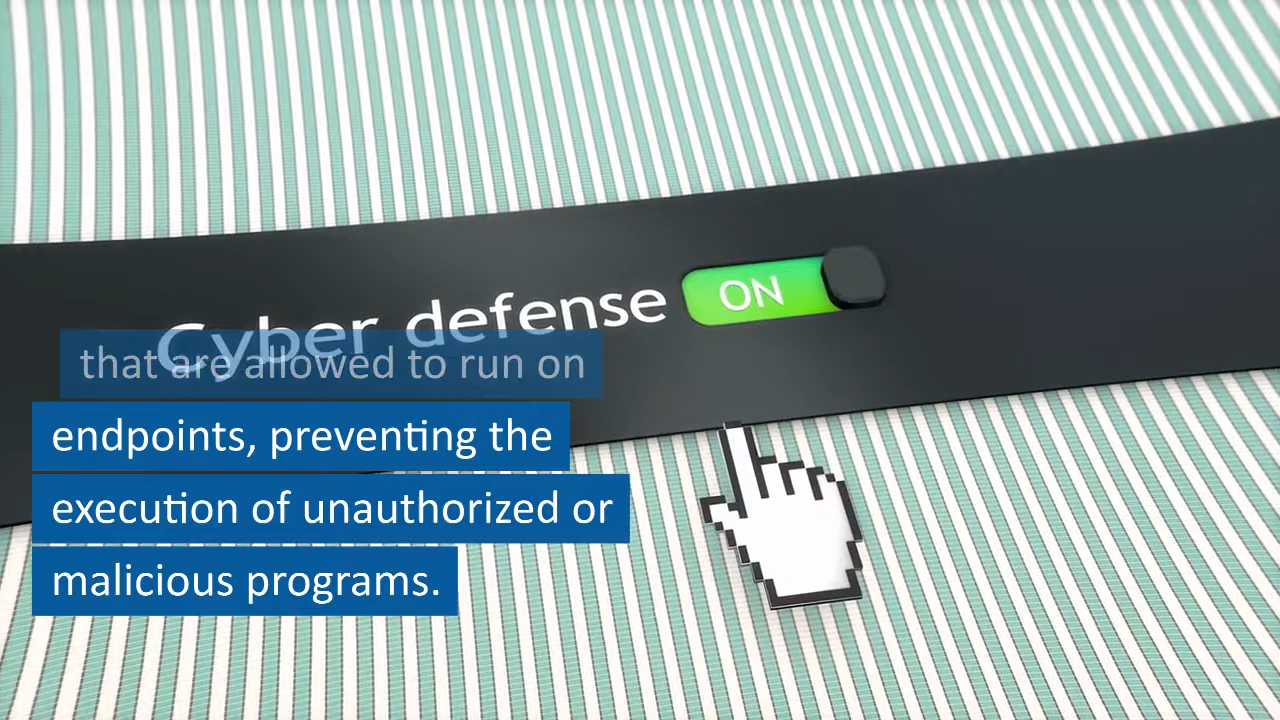 Cyber defense ON
that are allowed to run on
endpoints, preventing the
execution of unauthorized or
malicious programs.